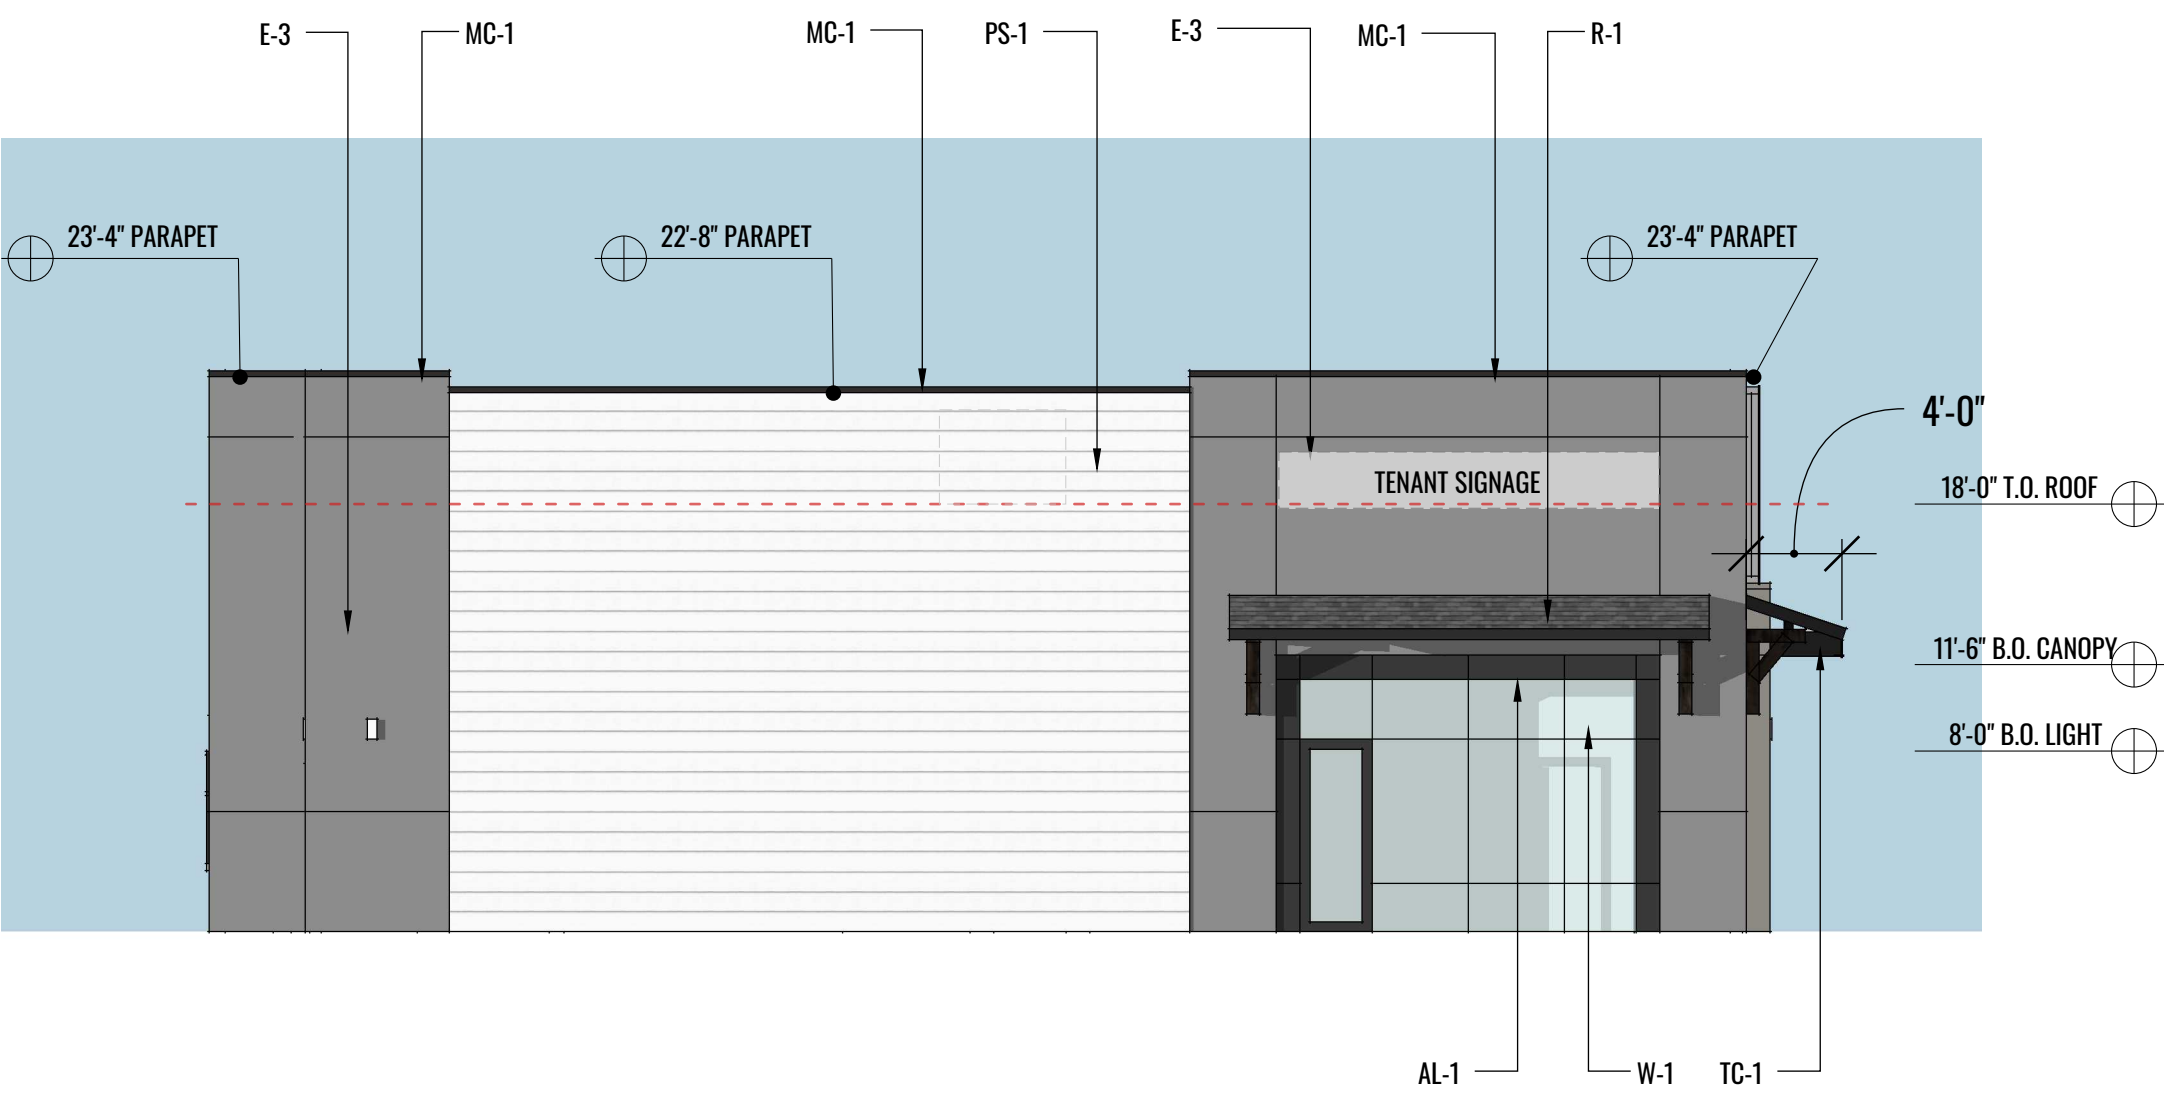 E-3
MC-1
MC-1
PS-1
E-3
MC-1
R-1
23'-4" PARAPET
22'-8" PARAPET
23'-4" PARAPET
4'-0"
TENANT SIGNAGE
18'-0" T.O. ROOF
11'-6" B.O. CANOPY
8'-0" B.O. LIGHT
AL-1
W-1
TC-1